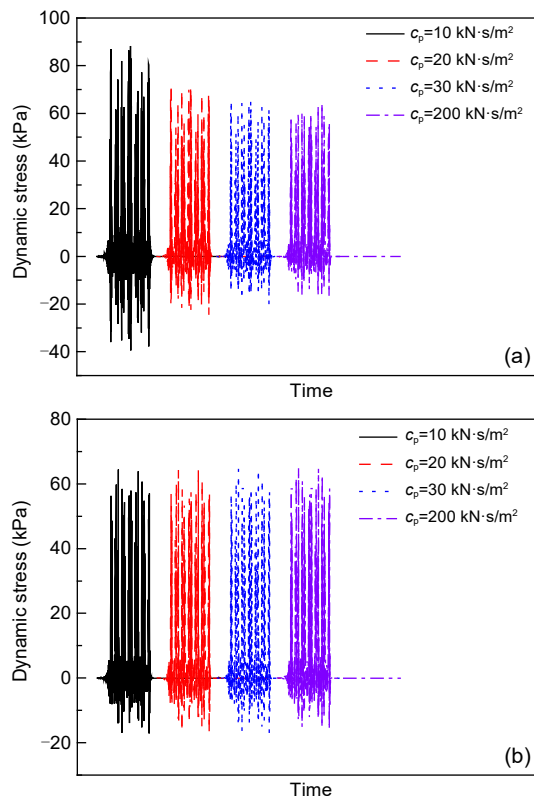 100
80
60
40
20
0
−20
−40
Dynamic stress (kPa)
cp=10 kN·s/m²
cp=20 kN·s/m²
cp=30 kN·s/m²
cp=200 kN·s/m²
(a)
Time
80
60
40
20
0
−20
Dynamic stress (kPa)
cp=10 kN·s/m²
cp=20 kN·s/m²
cp=30 kN·s/m²
cp=200 kN·s/m²
(b)
Time